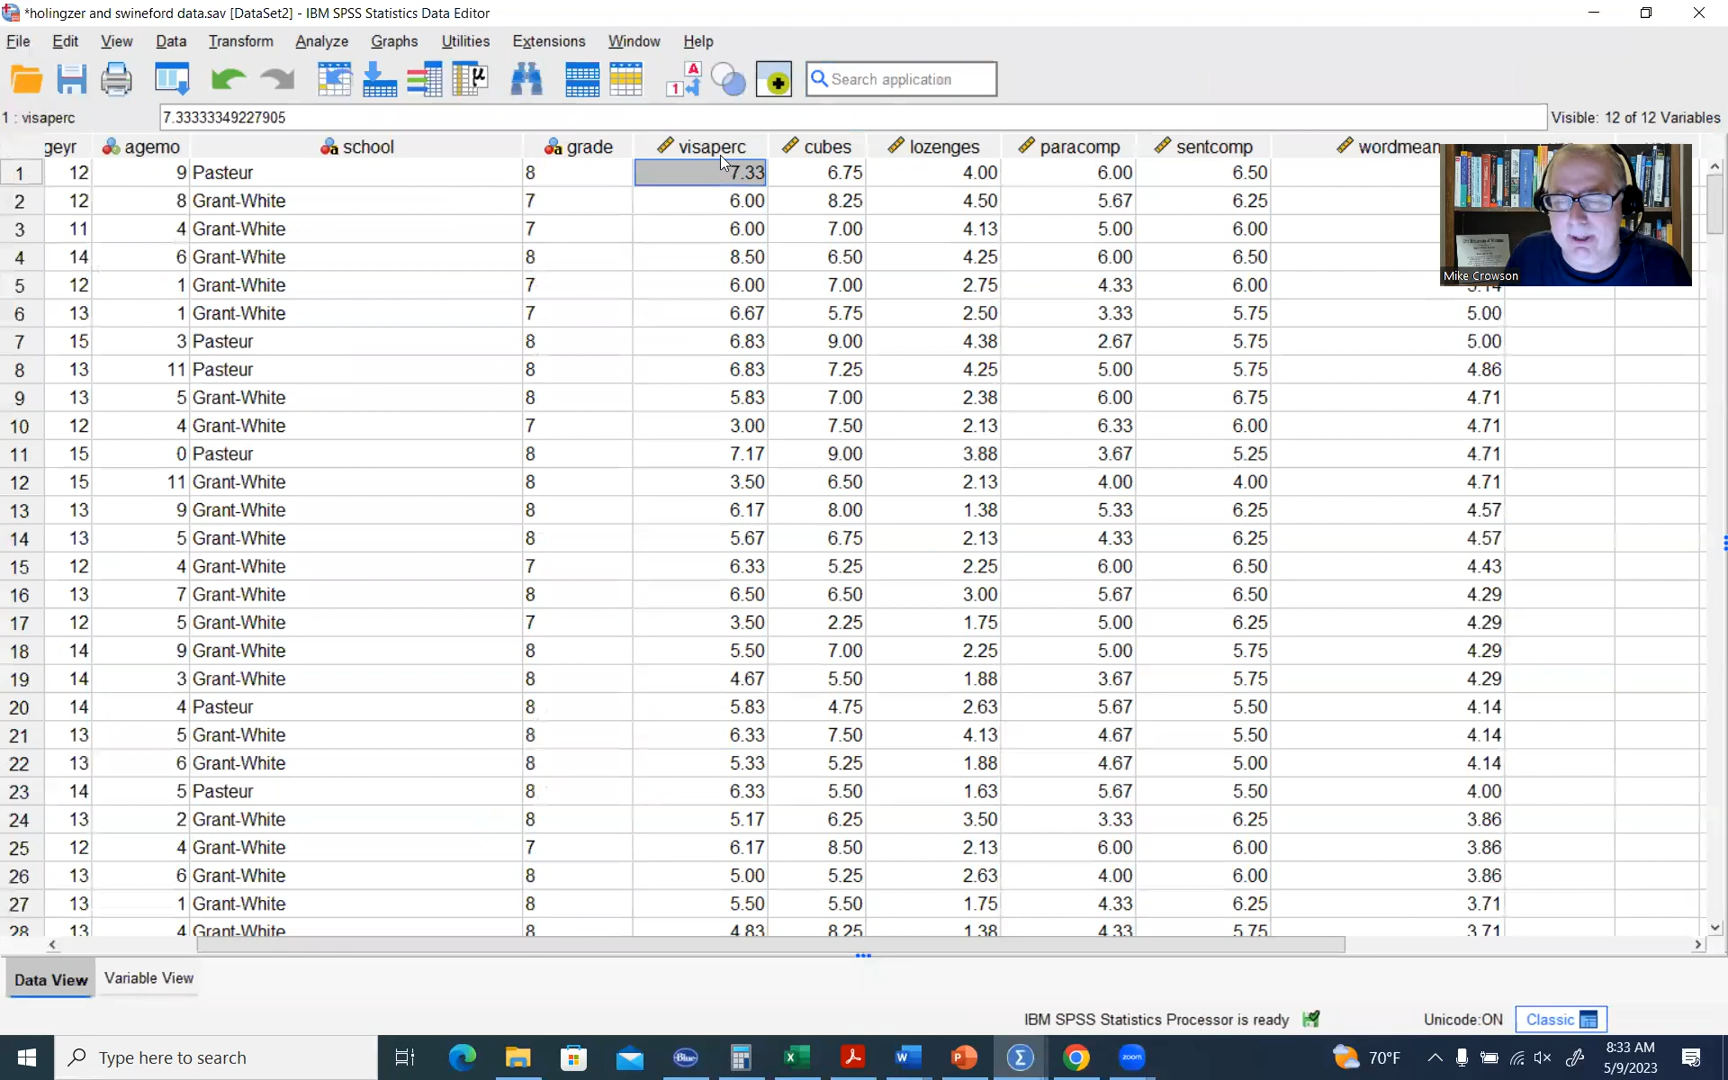 *holingzer and swineford data.sav [DataSet2] - IBM SPSS Statistics Data Editor
File Edit View Data Transform Analyze Graphs Utilities Extensions Window Help
Search application
1 : visaperc 7.33333349227905 Visible: 12 of 12 Variables
geyr agemo school grade visaperc cubes lozenges paracomp sentcomp wordmean
1 12 9 Pasteur 8 7.33 6.75 4.00 6.00 6.50
2 12 8 Grant-White 7 6.00 8.25 4.50 5.67 6.25
3 11 4 Grant-White 7 6.00 7.00 4.13 5.00 6.00
4 14 6 Grant-White 8 8.50 6.50 4.25 6.00 6.50
Mike Crowson
5 12 1 Grant-White 7 6.00 7.00 2.75 4.33 6.00 5.14
6 13 1 Grant-White 7 6.67 5.75 2.50 3.33 5.75 5.00
7 15 3 Pasteur 8 6.83 9.00 4.38 2.67 5.75 5.00
8 13 11 Pasteur 8 6.83 7.25 4.25 5.00 5.75 4.86
9 13 5 Grant-White 8 5.83 7.00 2.38 6.00 6.75 4.71
10 12 4 Grant-White 7 3.00 7.50 2.13 6.33 6.00 4.71
11 15 0 Pasteur 8 7.17 9.00 3.88 3.67 5.25 4.71
12 15 11 Grant-White 8 3.50 6.50 2.13 4.00 4.00 4.71
13 13 9 Grant-White 8 6.17 8.00 1.38 5.33 6.25 4.57
14 13 5 Grant-White 8 5.67 6.75 2.13 4.33 6.25 4.57
15 12 4 Grant-White 7 6.33 5.25 2.25 6.00 6.50 4.43
16 13 7 Grant-White 8 6.50 6.50 3.00 5.67 6.50 4.29
17 12 5 Grant-White 7 3.50 2.25 1.75 5.00 6.25 4.29
18 14 9 Grant-White 8 5.50 7.00 2.25 5.00 5.75 4.29
19 14 3 Grant-White 8 4.67 5.50 1.88 3.67 5.75 4.29
20 14 4 Pasteur 8 5.83 4.75 2.63 5.67 5.50 4.14
21 13 5 Grant-White 8 6.33 7.50 4.13 4.67 5.50 4.14
22 13 6 Grant-White 8 5.33 5.25 1.88 4.67 5.00 4.14
23 14 5 Pasteur 8 6.33 5.50 1.63 5.67 5.50 4.00
24 13 2 Grant-White 8 5.17 6.25 3.50 3.33 6.25 3.86
25 12 4 Grant-White 7 6.17 8.50 2.13 6.00 6.00 3.86
26 13 6 Grant-White 8 5.00 5.25 2.63 4.00 6.00 3.86
27 13 1 Grant-White 8 5.50 5.50 1.75 4.33 6.25 3.71
28 13 4 Grant-White 8 4.83 8.25 1.38 4.33 5.75 3.71
Data View Variable View
IBM SPSS Statistics Processor is ready Unicode:ON Classic
Type here to search
Blue
zoom
70°F
8:33 AM
5/9/2023